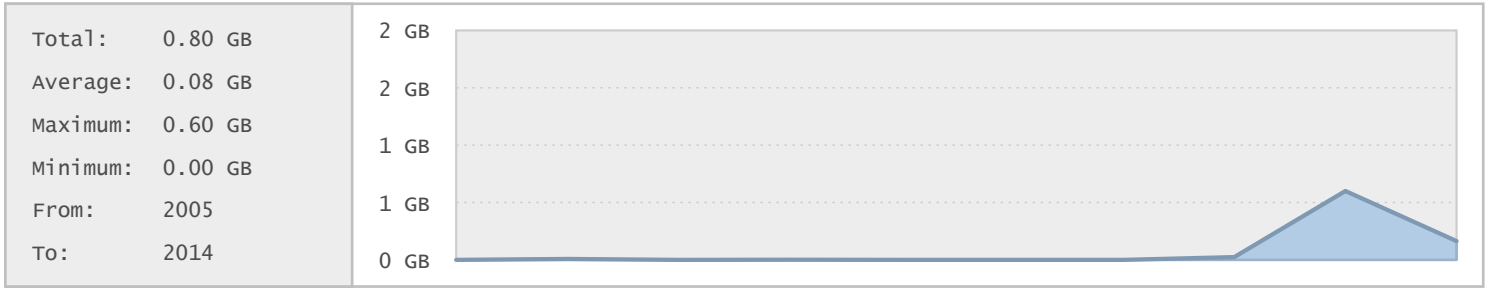 Total: 0.80 GB
Average: 0.08 GB
Maximum: 0.60 GB
Minimum: 0.00 GB
From: 2005
To: 2014
2 GB
2 GB
1 GB
1 GB
0 GB